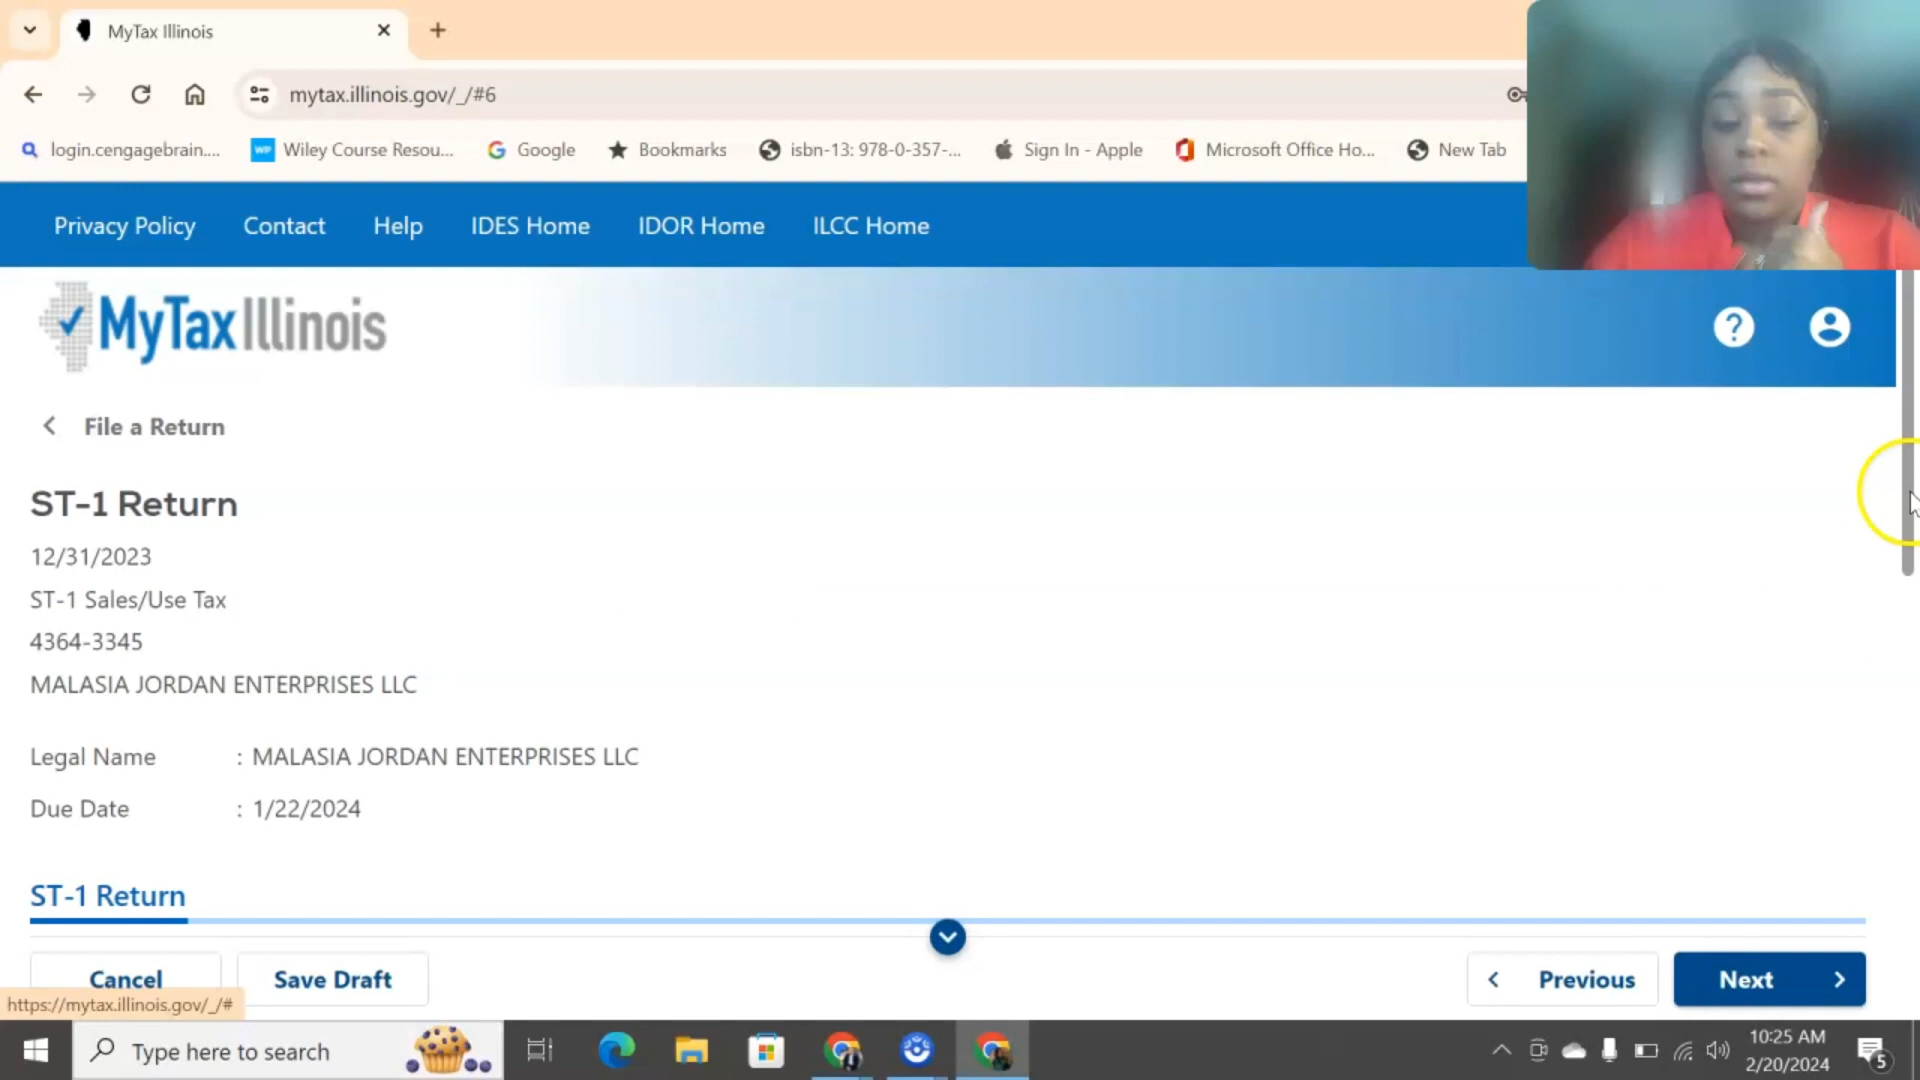 MyTax Illinois
mytax.illinois.gov/_/#6
login.cengagebrain.... Wiley Course Resou... Google Bookmarks isbn-13: 978-0-357-... Sign In - Apple Microsoft Office Ho... New Tab
Privacy Policy Contact Help IDES Home IDOR Home ILCC Home
MyTax Illinois
File a Return
ST-1 Return
12/31/2023
ST-1 Sales/Use Tax
4364-3345
MALASIA JORDAN ENTERPRISES LLC
Legal Name : MALASIA JORDAN ENTERPRISES LLC
Due Date : 1/22/2024
ST-1 Return
Cancel Save Draft Previous Next
https://mytax.illinois.gov/_/#
Type here to search
10:25 AM
2/20/2024
5